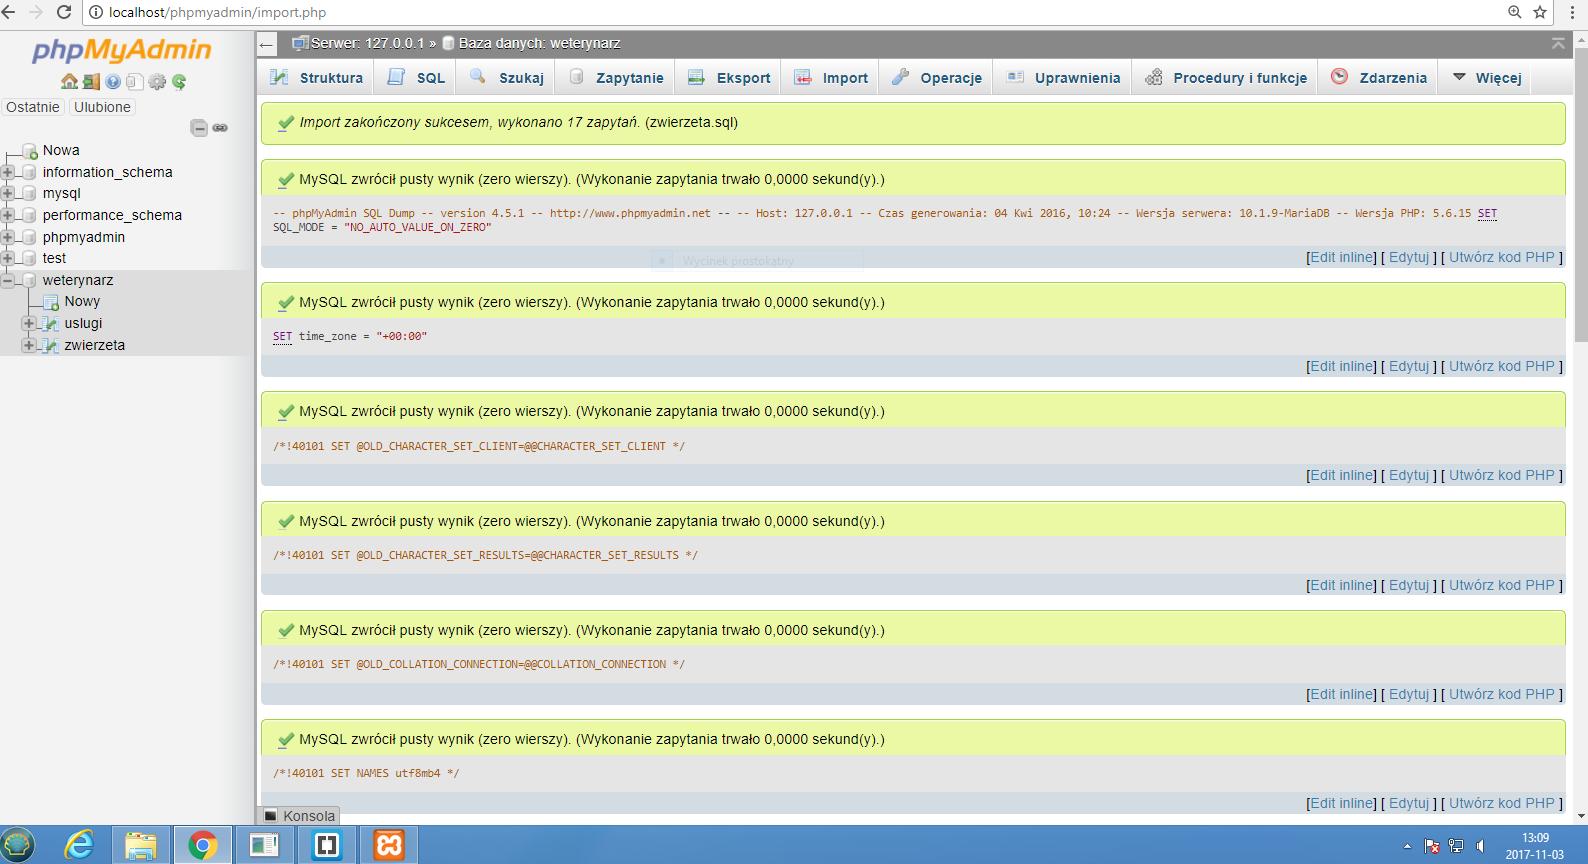 localhost/phpmyadmin/import.php
phpMyAdmin
Ostatnie Ulubione
Nowa
information_schema
mysql
performance_schema
phpmyadmin
test
weterynarz
Nowy
uslugi
zwierzeta
Serwer: 127.0.0.1 » Baza danych: weterynarz
Struktura SQL Szukaj Zapytanie Eksport Import Operacje Uprawnienia Procedury i funkcje Zdarzenia Więcej
Import zakończony sukcesem, wykonano 17 zapytań. (zwierzeta.sql)
MySQL zwrócił pusty wynik (zero wierszy). (Wykonanie zapytania trwało 0,0000 sekund(y).)
-- phpMyAdmin SQL Dump -- version 4.5.1 -- http://www.phpmyadmin.net -- -- Host: 127.0.0.1 -- Czas generowania: 04 Kwi 2016, 10:24 -- Wersja serwera: 10.1.9-MariaDB -- Wersja PHP: 5.6.15 SET
SQL_MODE = "NO_AUTO_VALUE_ON_ZERO"
Wycinek prostokątny
[Edit inline] [ Edytuj ] [ Utwórz kod PHP ]
MySQL zwrócił pusty wynik (zero wierszy). (Wykonanie zapytania trwało 0,0000 sekund(y).)
SET time_zone = "+00:00"
[Edit inline] [ Edytuj ] [ Utwórz kod PHP ]
MySQL zwrócił pusty wynik (zero wierszy). (Wykonanie zapytania trwało 0,0000 sekund(y).)
/*!40101 SET @OLD_CHARACTER_SET_CLIENT=@@CHARACTER_SET_CLIENT */
[Edit inline] [ Edytuj ] [ Utwórz kod PHP ]
MySQL zwrócił pusty wynik (zero wierszy). (Wykonanie zapytania trwało 0,0000 sekund(y).)
/*!40101 SET @OLD_CHARACTER_SET_RESULTS=@@CHARACTER_SET_RESULTS */
[Edit inline] [ Edytuj ] [ Utwórz kod PHP ]
MySQL zwrócił pusty wynik (zero wierszy). (Wykonanie zapytania trwało 0,0000 sekund(y).)
/*!40101 SET @OLD_COLLATION_CONNECTION=@@COLLATION_CONNECTION */
[Edit inline] [ Edytuj ] [ Utwórz kod PHP ]
MySQL zwrócił pusty wynik (zero wierszy). (Wykonanie zapytania trwało 0,0000 sekund(y).)
/*!40101 SET NAMES utf8mb4 */
[Edit inline] [ Edytuj ] [ Utwórz kod PHP ]
Konsola
13:09
2017-11-03